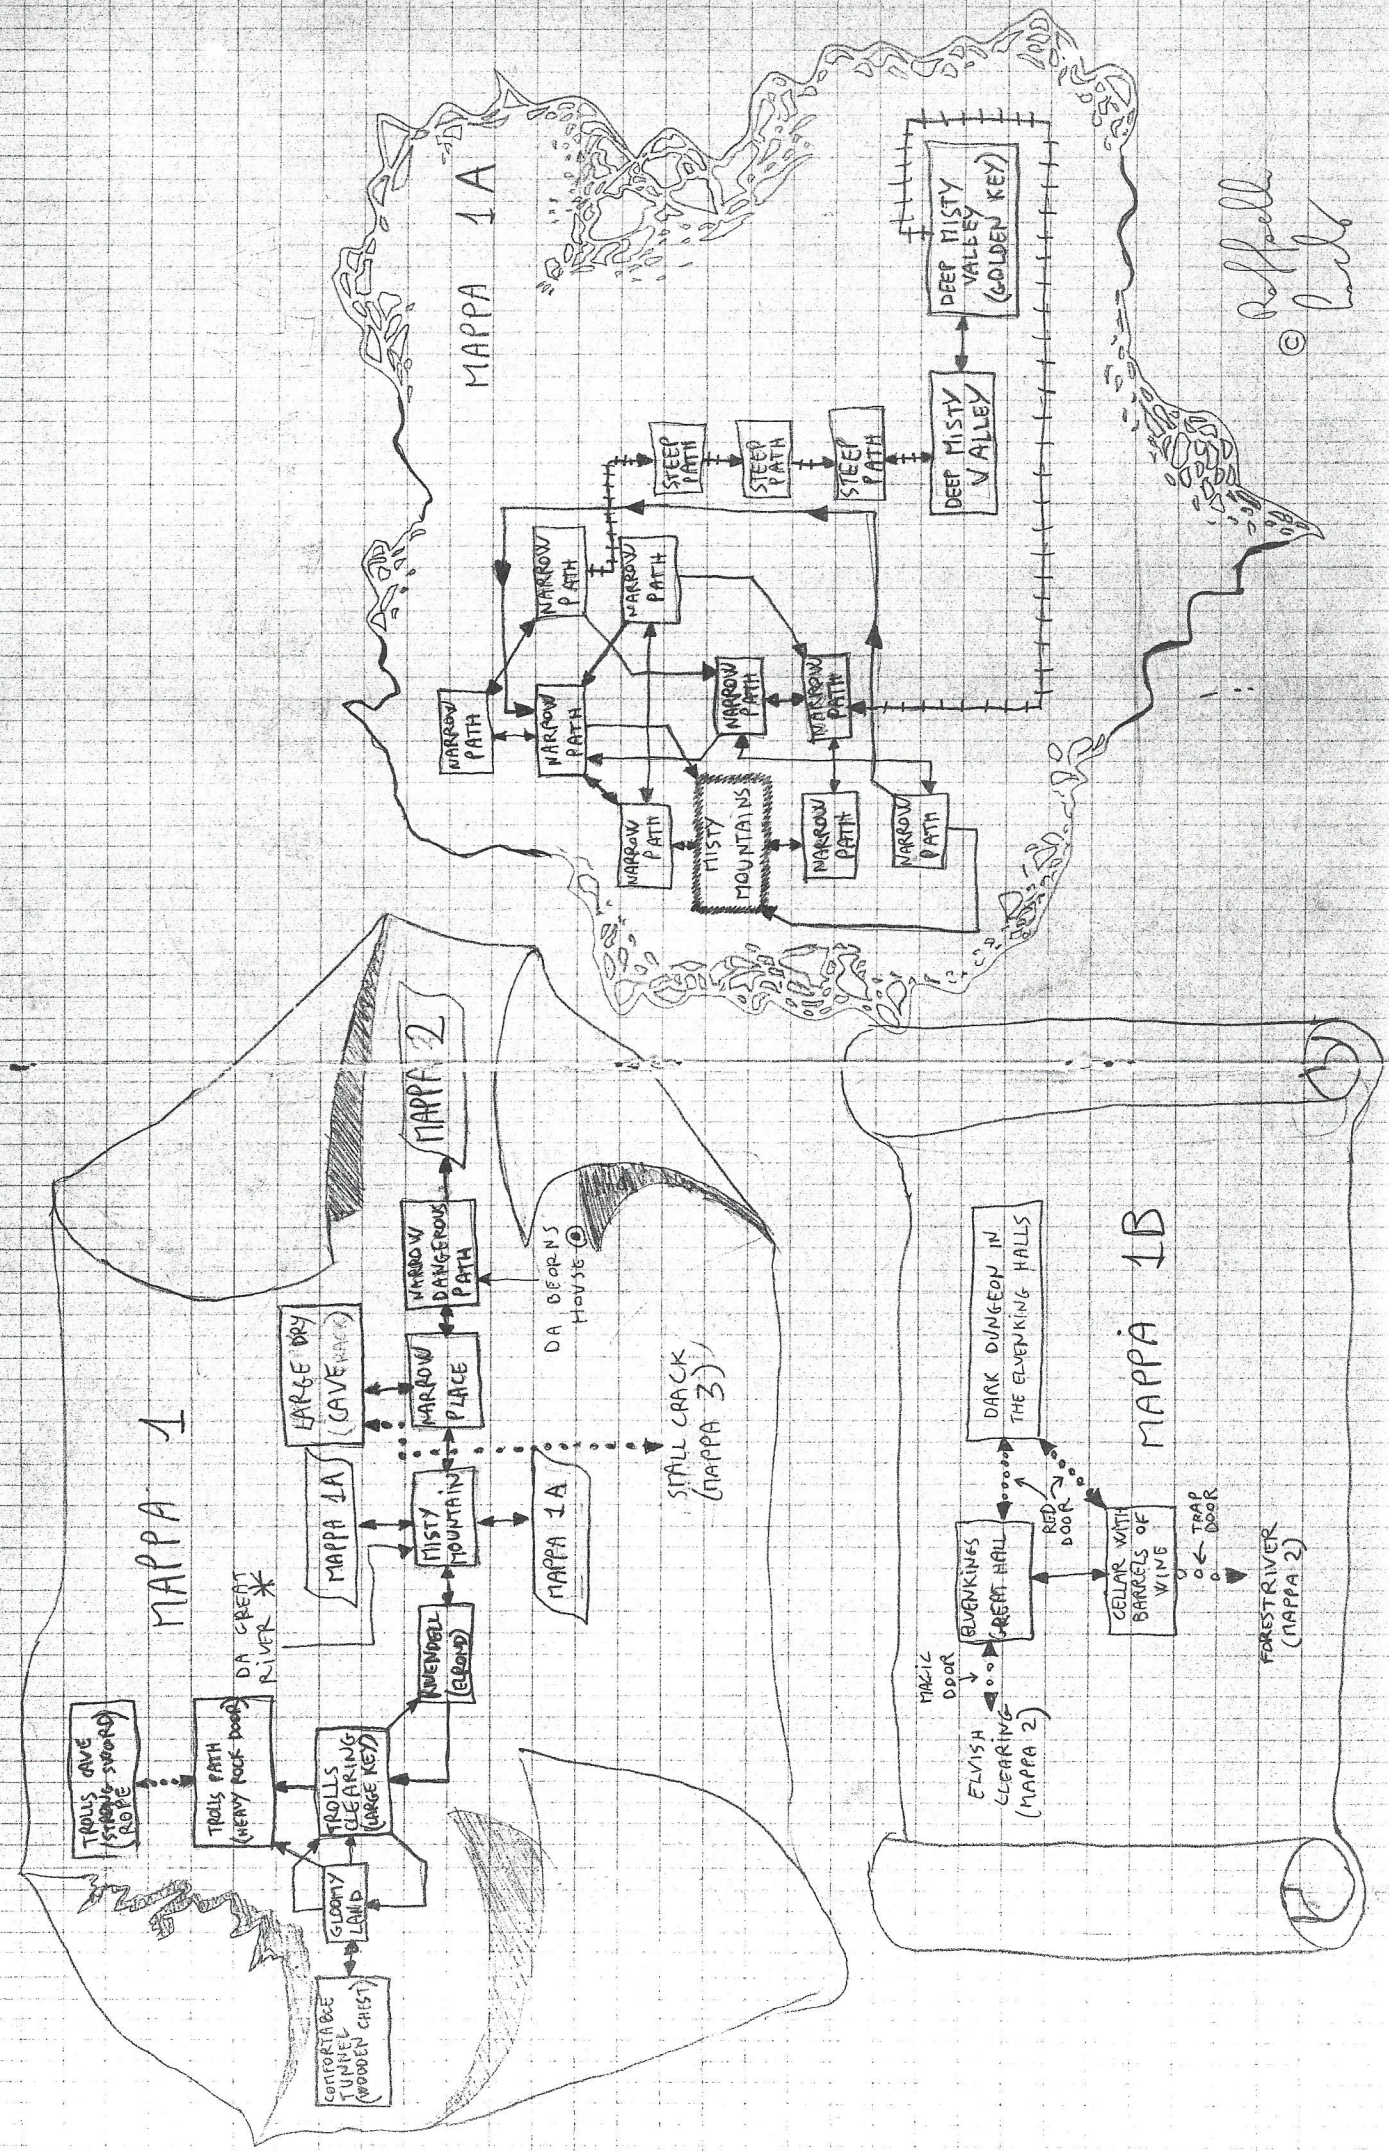 MAPPA 1
TROLLS CAVE
(STRONG SWORD)
ROPE
TROLLS PATH
(HEAVY ROCK DOOR)
DA GREAT
RIVER *
COMFORTABLE
TUNNEL
(WOODEN CHEST)
GLOOMY
LAND
TROLLS
CLEARING
(LARGE KEY)
RIVENDELL
(ELROND)
MAPPA 1A
MISTY
MOUNTAIN
MAPPA 1A
LARGE DRY
(CAVE
NARROW
PLACE
NARROW
DANGEROUS
PATH
MAPPA 2
DA BEORNS
HOUSE
SMALL CRACK
(MAPPA 3)
MAPPA 1A
NARROW
PATH
NARROW
PATH
NARROW
PATH
NARROW
PATH
NARROW
PATH
MISTY
MOUNTAINS
NARROW
PATH
NARROW
PATH
NARROW
PATH
NARROW
PATH
STEEP
PATH
STEEP
PATH
STEEP
PATH
DEEP MISTY
VALLEY
DEEP MISTY
VALLEY
(GOLDEN KEY)
©
MAPPA 1B
MAGIC
DOOR
ELVISH
CLEARING
(MAPPA 2)
ELVENKINGS
GREAT HALL
DARK DUNGEON IN
THE ELVENKING HALLS
RED
DOOR
CELLAR WITH
BARRELS OF
WINE
TRAP
DOOR
FORESTRIVER
(MAPPA 2)